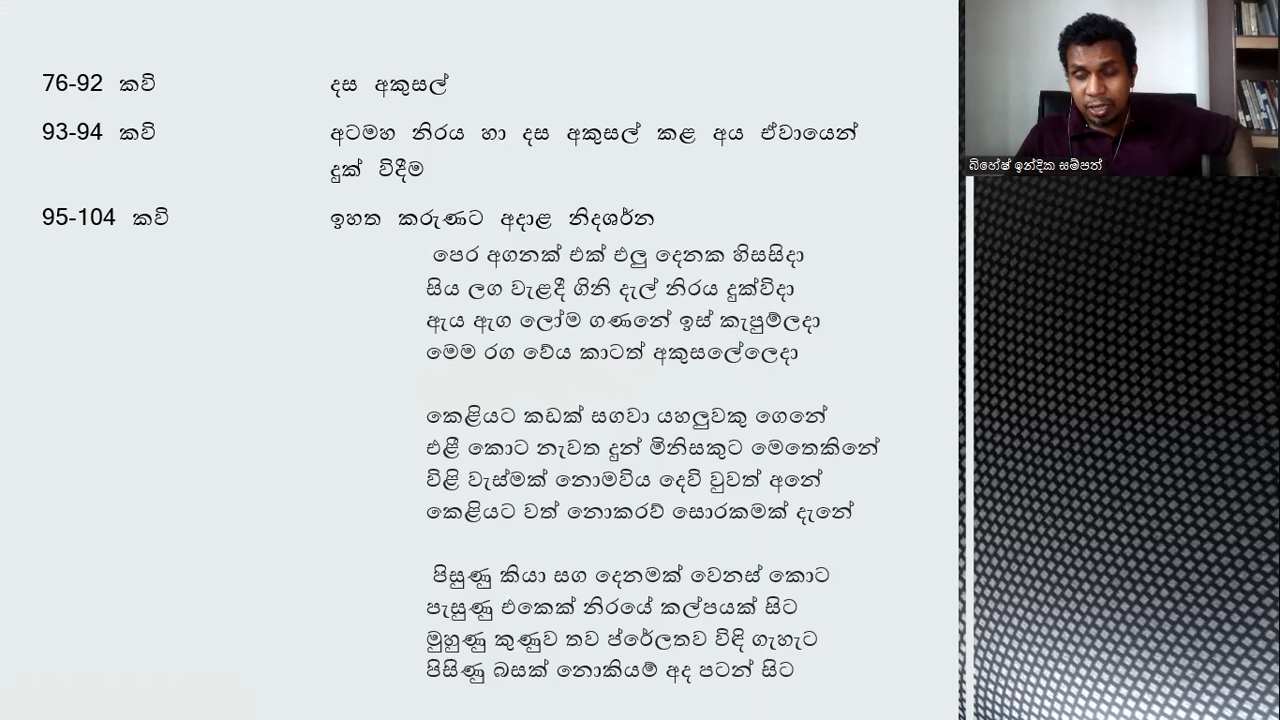 76-92 කවි දස අකුසල්
93-94 කවි අටමහ නිරය හා දස අකුසල් කළ අය ඒවායෙන්
දුක් විදීම
95-104 කවි ඉහත කරුණට අදාළ නිදර්ශන
පෙර අගනක් එක් එලු දෙනක හිසසිදා
සිය ලග වැළදී ගිනි දැල් නිරය දුක්විදා
ඇය ඇග ලෝම ගණනේ ඉස් කැපුම්ලදා
මෙම රග වේය කාටත් අකුසලේලෙදා
කෙළියට කඩක් සගවා යහලුවකු ගෙනේ
එළී කොට නැවත දුන් මිනිසකුට මෙතෙකිනේ
විළි වැස්මක් නොමවිය දෙවි වුවත් අනේ
කෙළියට වත් නොකරව් සොරකමක් දැනේ
පිසුණු කියා සග දෙනමක් වෙනස් කොට
පැසුණු එකෙක් නිරයේ කල්පයක් සිට
මුහුණු කුණුව තව ප්රේලතව විඳි ගැහැට
පිසිණු බසක් නොකියම් අද පටන් සිට
බිහේෂ් ඉන්දික සම්පත්